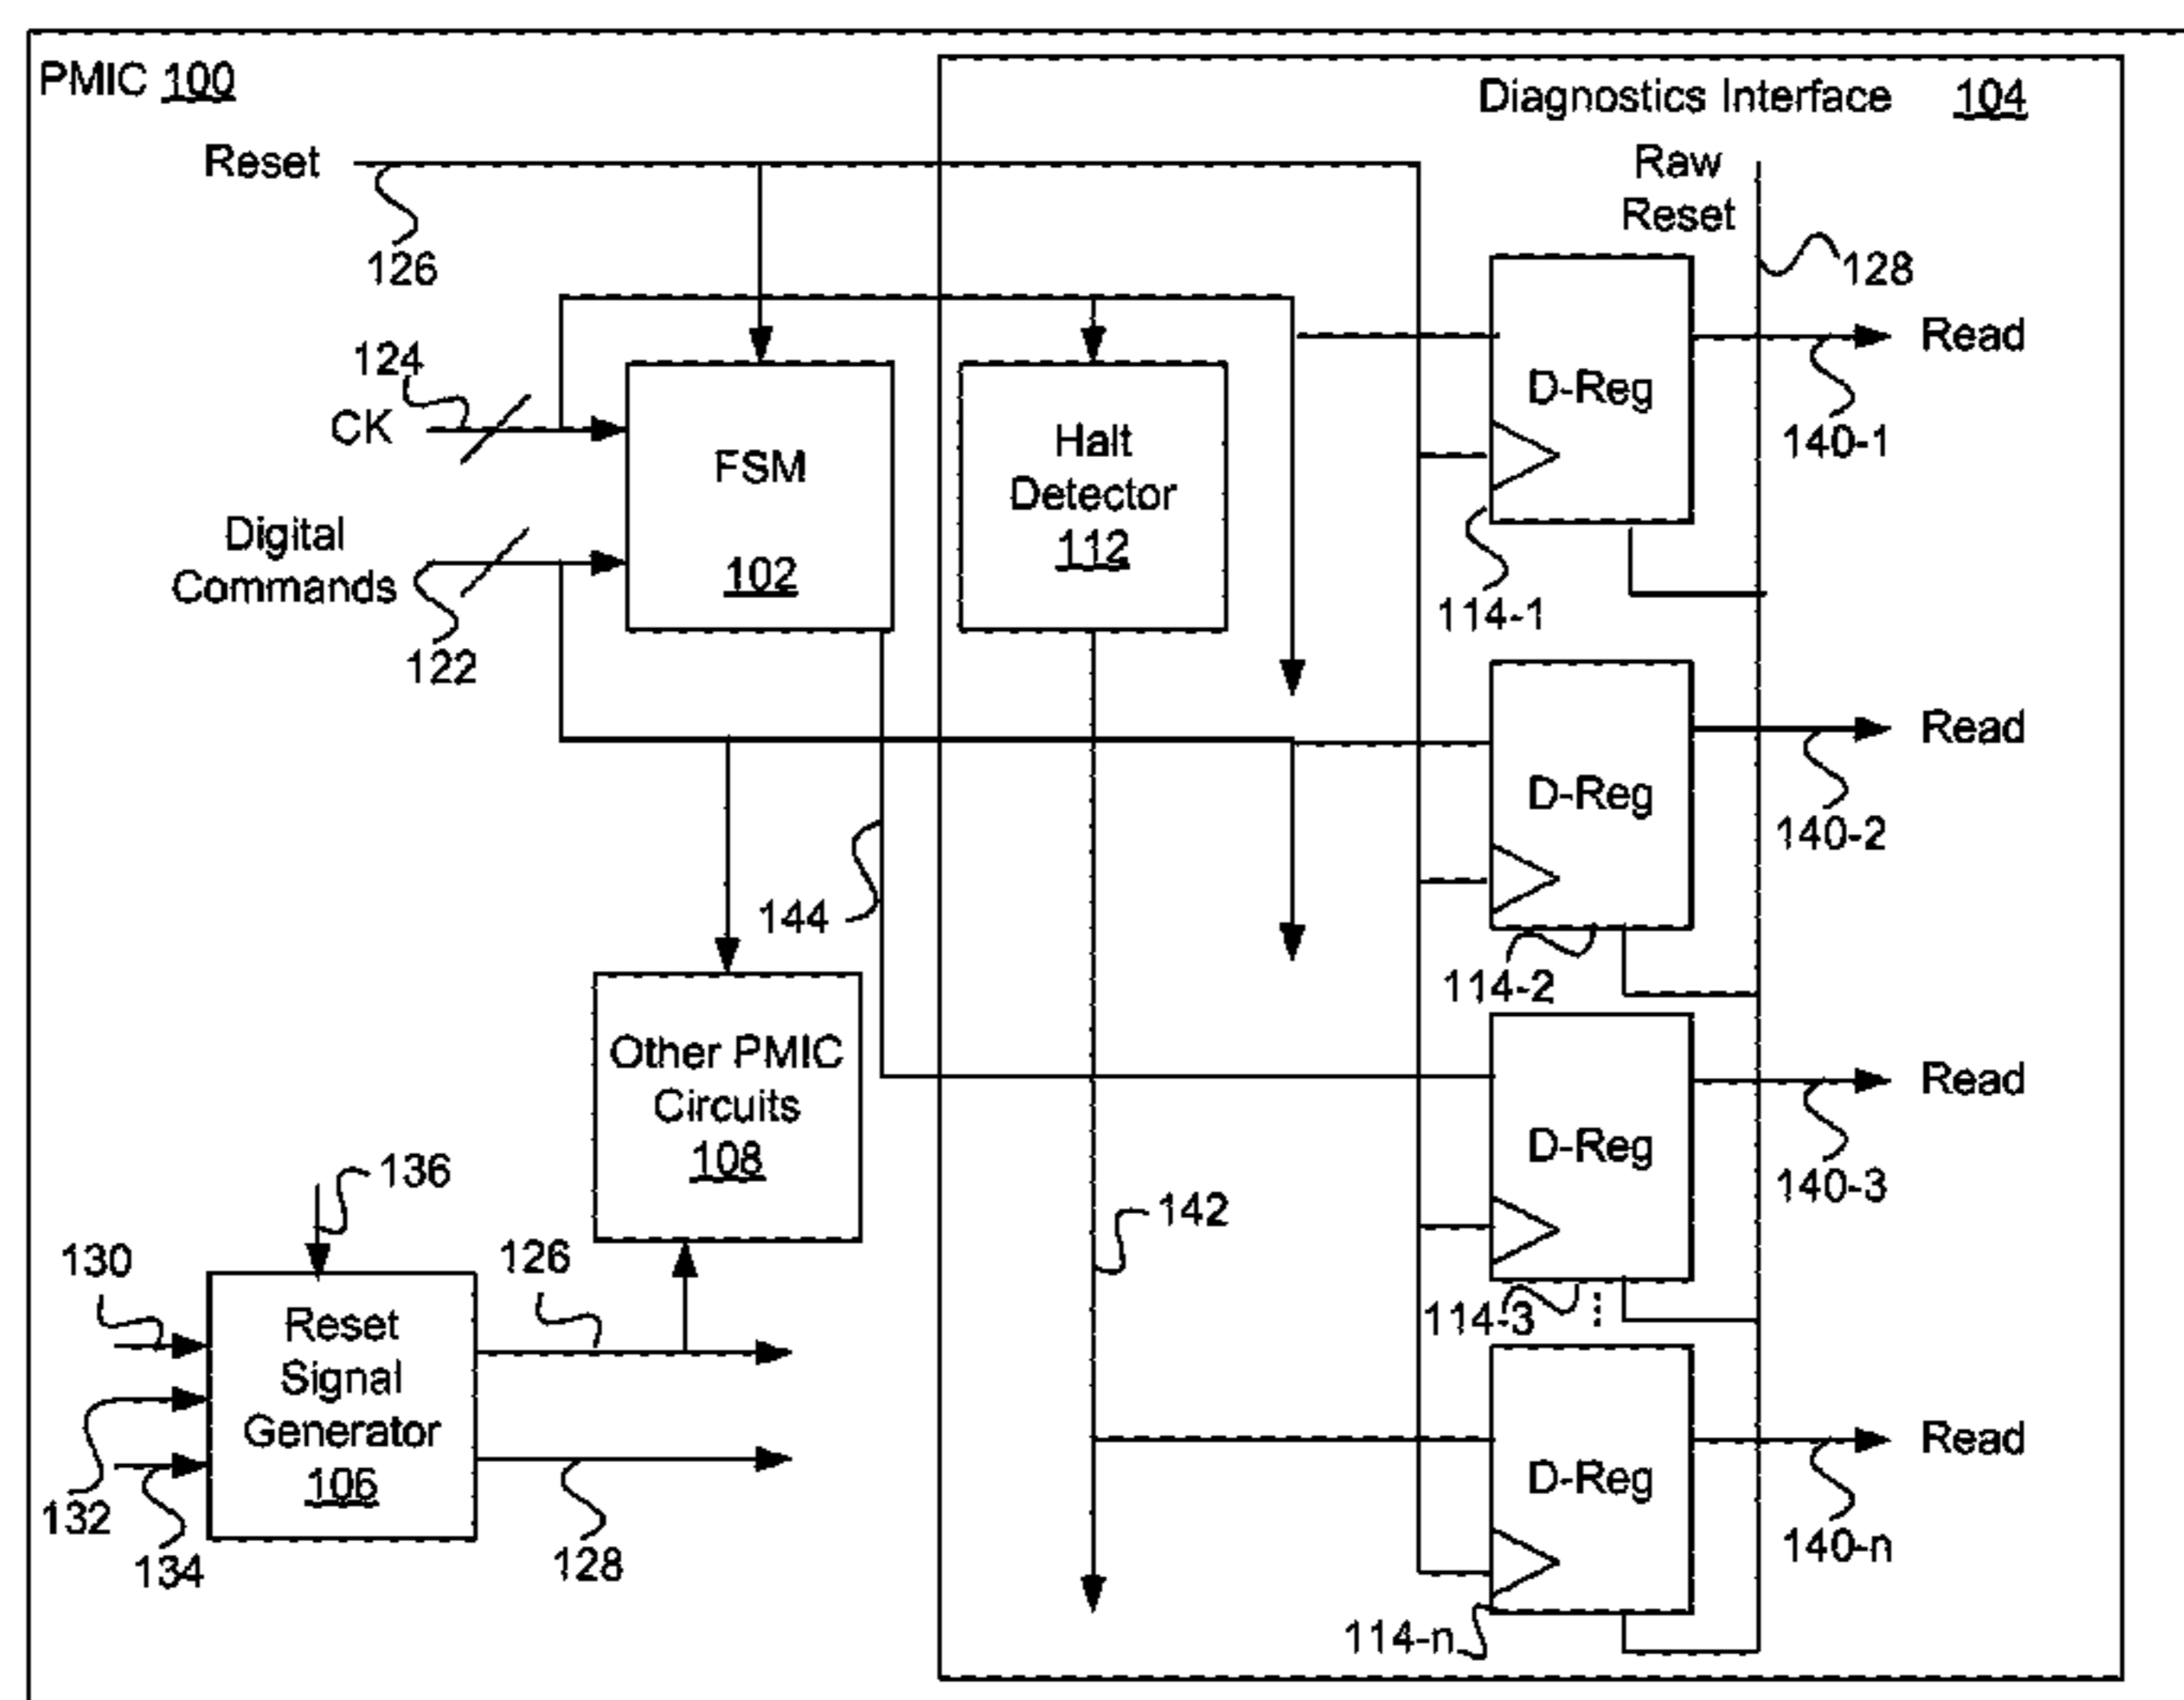 PMIC 100
Diagnostics Interface 104
Reset
Raw
Reset
126
128
Read
124
CK
D-Reg
140-1
FSM
102
Halt
Detector
112
Digital
Commands
122
114-1
Read
D-Reg
140-2
144
114-2
Other PMIC
Circuits
108
Read
D-Reg
140-3
136
142
130
126
114-3
Reset
Signal
Generator
106
132
134
128
Read
D-Reg
140-n
114-n